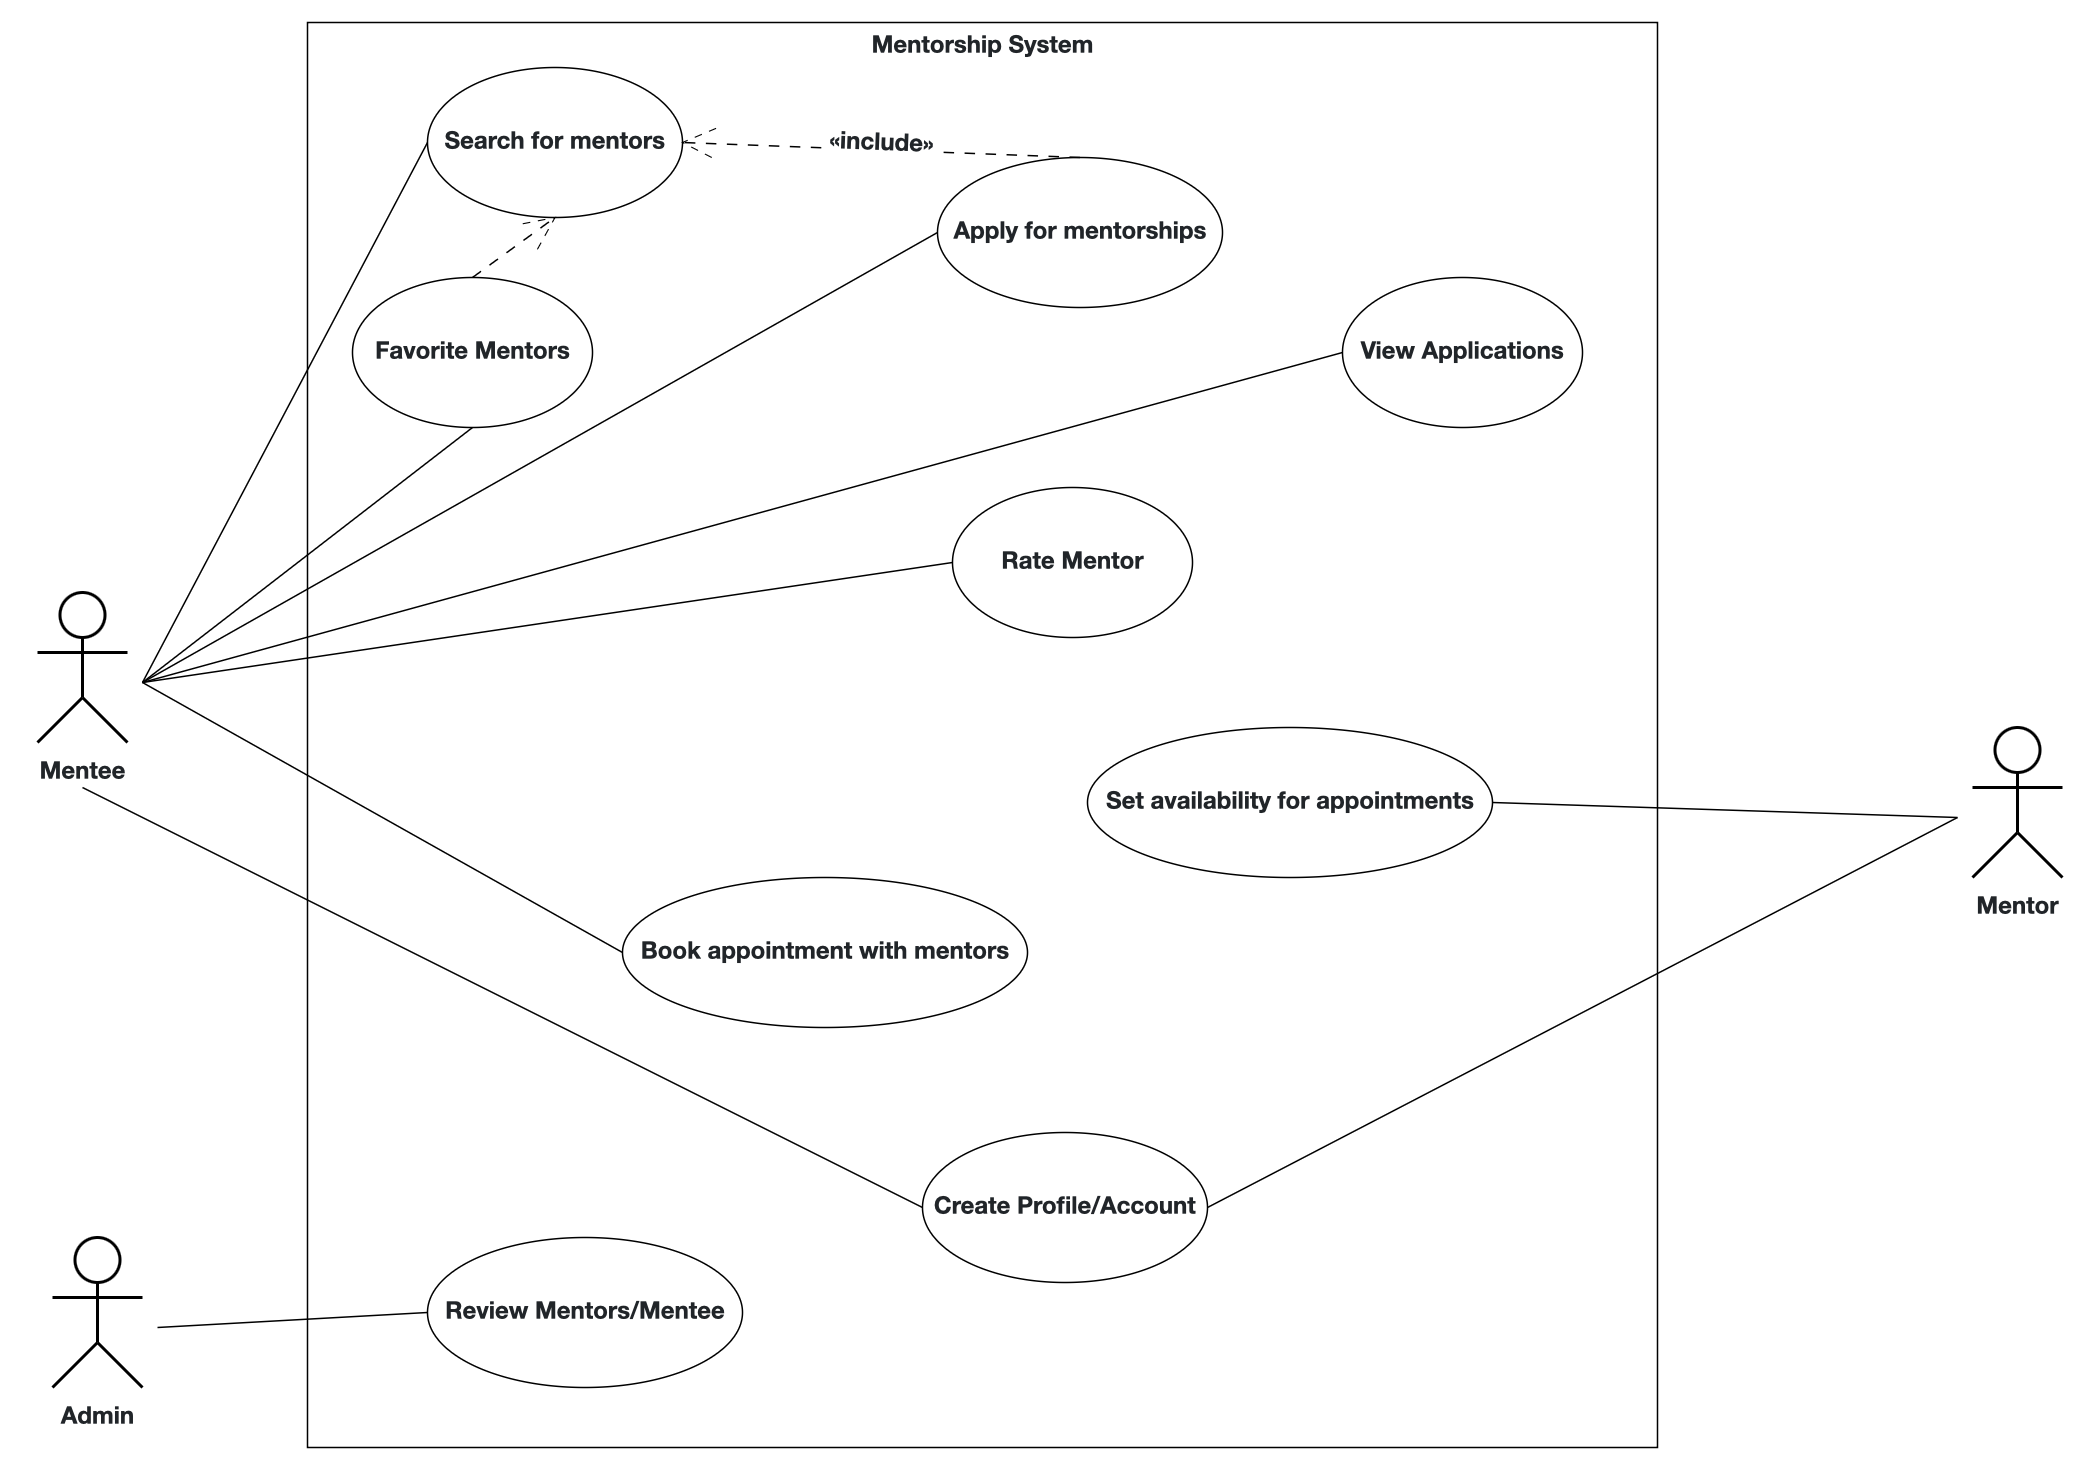 Mentorship System
Search for mentors
«include»
Apply for mentorships
Favorite Mentors
View Applications
Rate Mentor
Mentee
Set availability for appointments
Mentor
Book appointment with mentors
Create Profile/Account
Review Mentors/Mentee
Admin